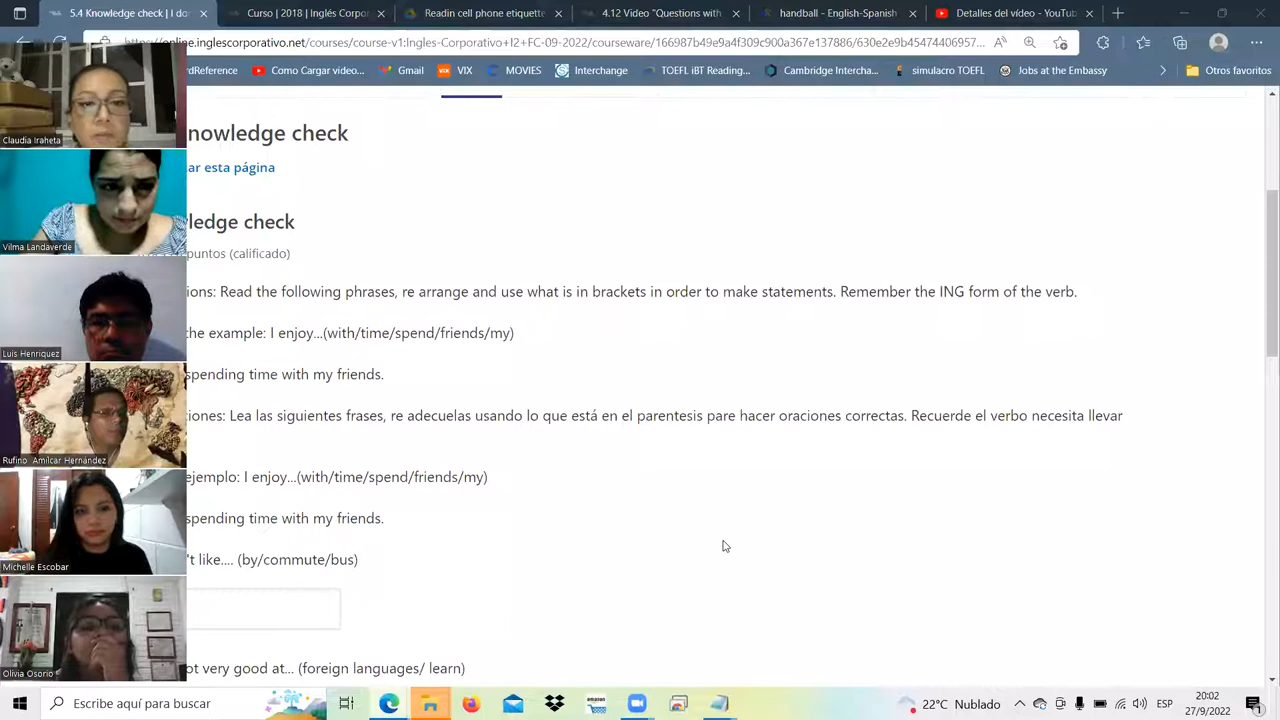 5.4 K
Curso | 2018 | Inglés Corp
Readin cell phone etiquette
4.12 Video "Questions with
handball - English-Spanish
Detalles del vídeo - YouTub
https://online.inglescorporativo.net/courses/course-v1:Ingles-Corporativo+I2+FC-09-2022/courseware/166987b49e9a4f309c900a367e137886/630e2e9b45474406957...
rdReference
Como Cargar vídeo...
Gmail
VIX
MOVIES
Interchange
TOEFL iBT Reading...
Cambridge Intercha...
simulacro TOEFL
Jobs at the Embassy
Otros favoritos
nowledge check
ar esta página
ledge check
puntos (calificado)
ions: Read the following phrases, re arrange and use what is in brackets in order to make statements. Remember the ING form of the verb.
he example: I enjoy...(with/time/spend/friends/my)
spending time with my friends.
ciones: Lea las siguientes frases, re adecuelas usando lo que está en el parentesis pare hacer oraciones correctas. Recuerde el verbo necesita llevar
ejemplo: I enjoy...(with/time/spend/friends/my)
spending time with my friends.
't like.... (by/commute/bus)
ot very good at... (foreign languages/ learn)
Claudia Iraheta
Vilma Landaverde
Luis Henriquez
Rufino Amilcar Hernández
Michelle Escobar
Olivia Osorio
Escribe aquí para buscar
amazon
22°C Nublado
ESP
20:02
27/9/2022
1